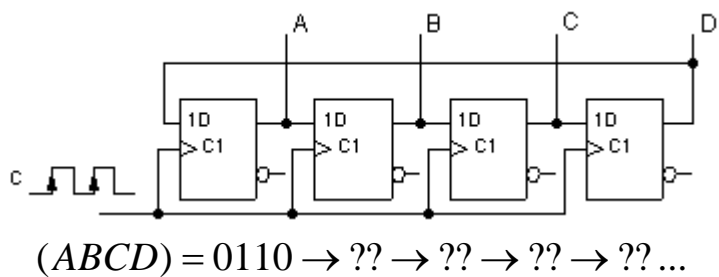 A B C D
1D 1D 1D 1D
C1 C1 C1 C1
C
(ABCD) = 0110 → ?? → ?? → ?? → ??...